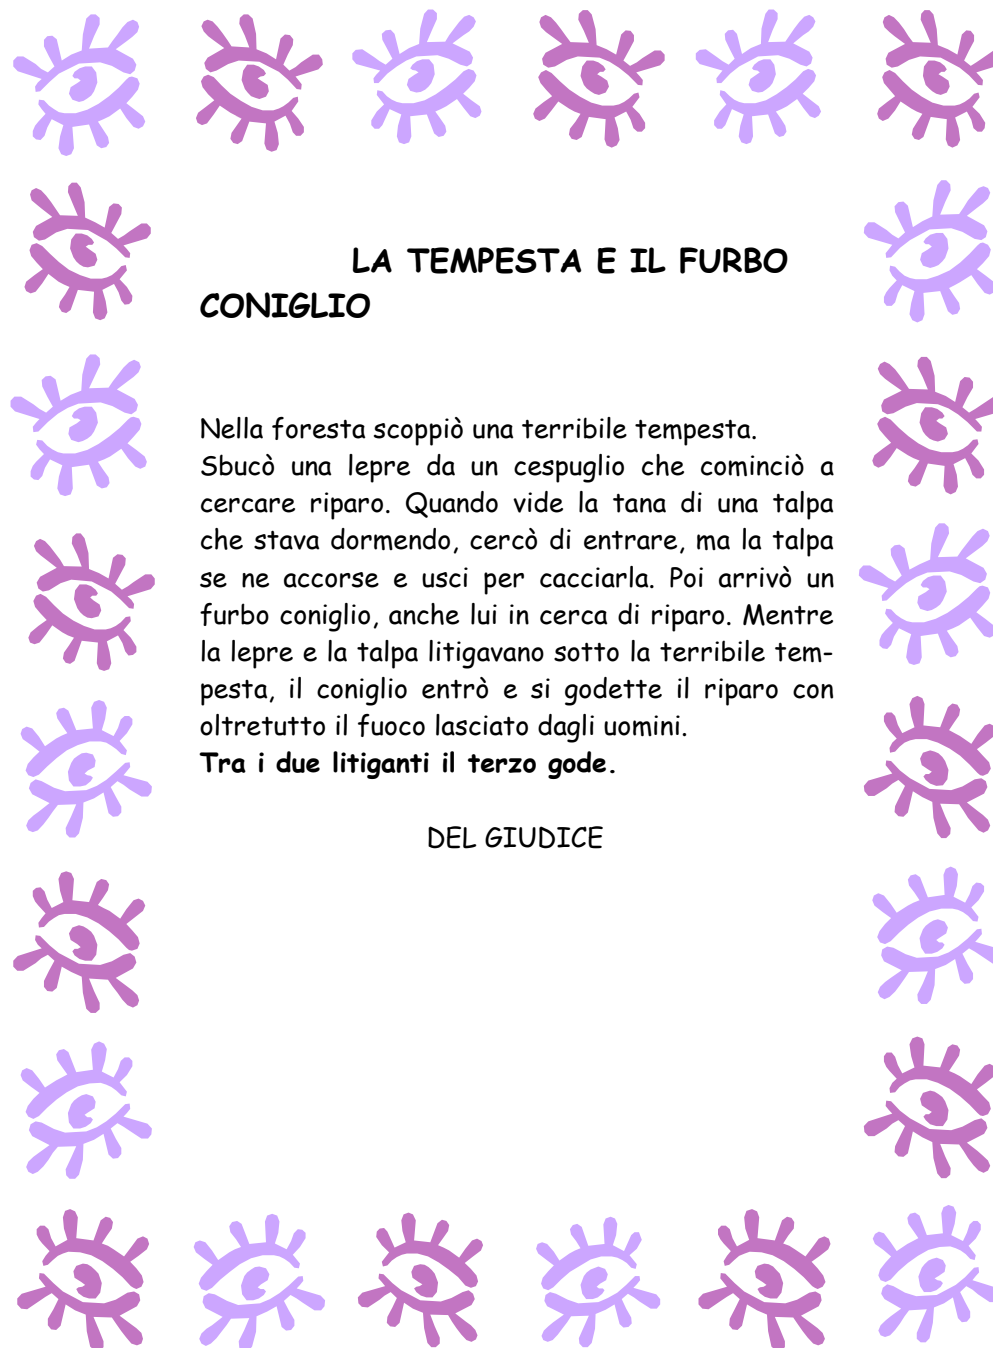 LA TEMPESTA E IL FURBO
CONIGLIO
Nella foresta scoppiò una terribile tempesta.
Sbucò una lepre da un cespuglio che cominciò a
cercare riparo. Quando vide la tana di una talpa
che stava dormendo, cercò di entrare, ma la talpa
se ne accorse e usci per cacciarla. Poi arrivò un
furbo coniglio, anche lui in cerca di riparo. Mentre
la lepre e la talpa litigavano sotto la terribile tem-
pesta, il coniglio entrò e si godette il riparo con
oltretutto il fuoco lasciato dagli uomini.
Tra i due litiganti il terzo gode.
DEL GIUDICE